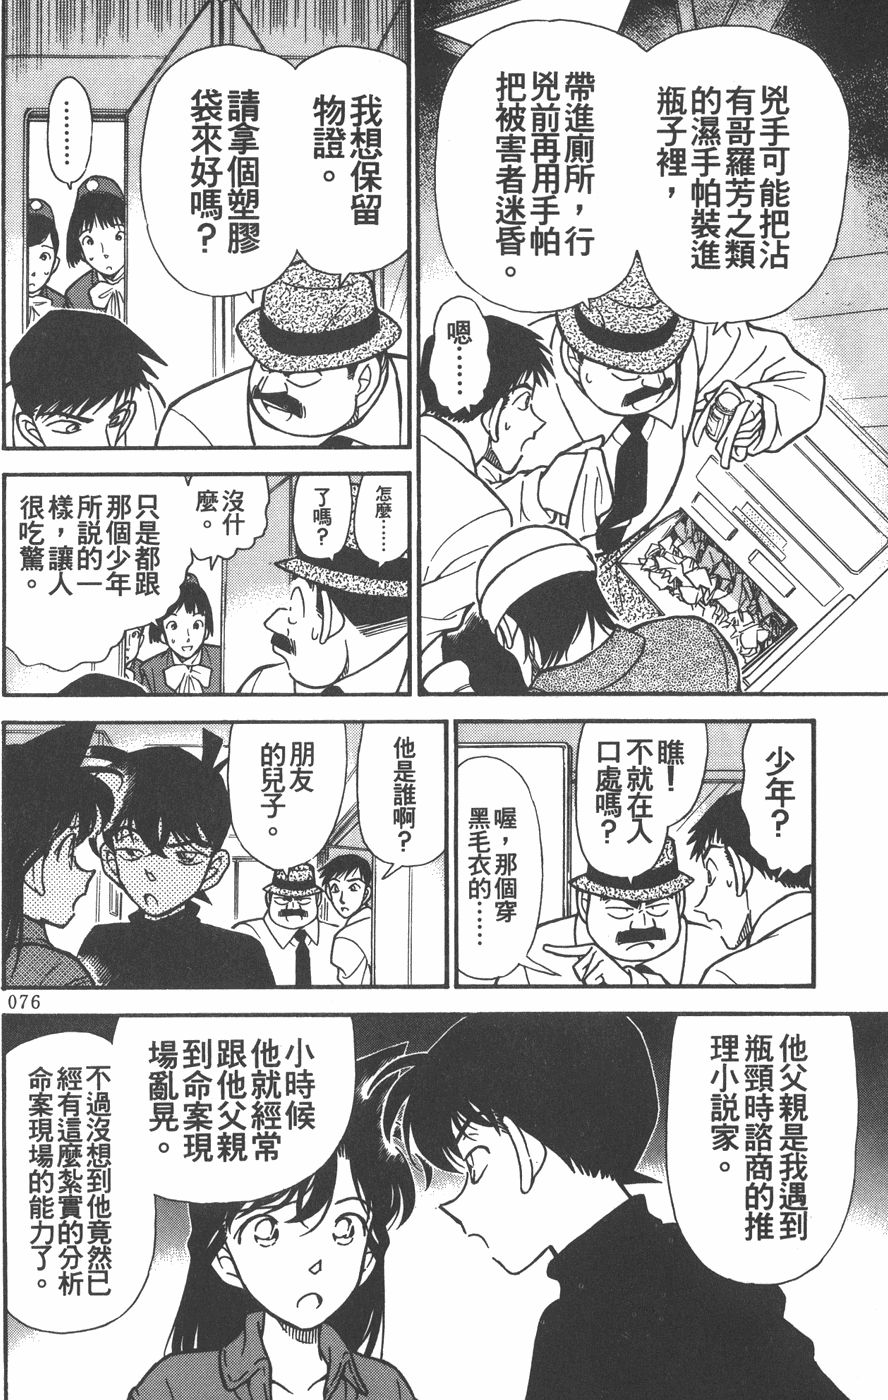 兇手可能把沾
有哥羅芳之類
的濕手帕裝進
瓶子裡，
帶進廁所，行
兇前再用手帕
把被害者迷昏。
嗯……
我想保留
物證。
請拿個塑膠
袋來好嗎？
……
怎麼……
了嗎？
沒什
麼。
只是都跟
那個少年
所說的一
樣，讓人
很吃驚。
少年？
瞧！
不就在入
口處嗎？
喔，那個穿
黑毛衣的……
他是誰啊？
朋友
的兒子。
076
他父親是我遇到
瓶頸時諮商的推
理小說家。
小時候
他就經常
跟他父親
到命案現
場亂晃。
不過沒想到他竟然已
經有這麼紮實的分析
命案現場的能力了。